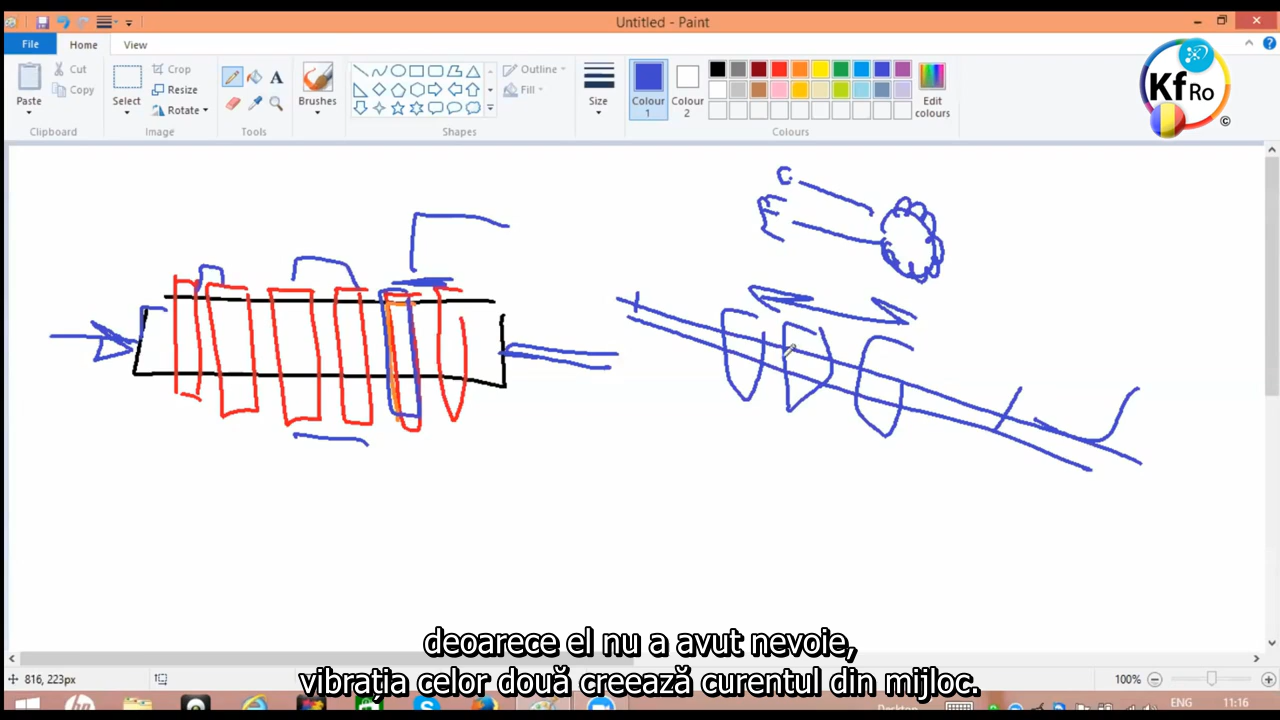 Untitled - Paint
File
Home
View
Paste
Cut
Copy
Clipboard
Select
Crop
Resize
Rotate
Image
A
Tools
Brushes
Shapes
Outline
Fill
Size
Colour
1
Colour
2
Edit
colours
Colours
Kf Ro
©
deoarece el nu a avut nevoie,
vibrația celor două creează curentul din mijloc.
816, 223px
100%
Desktop
ENG
11:16